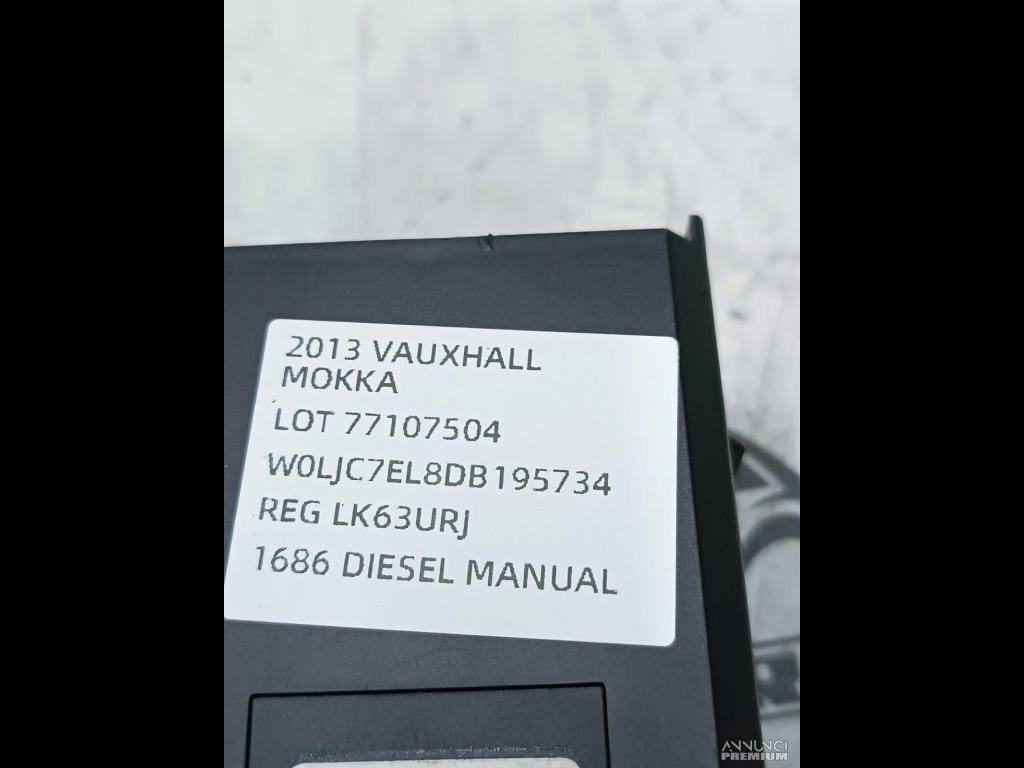 2013 VAUXHALL
MOKKA
LOT 77107504
W0LJC7EL8DB195734
REG LK63URJ
1686 DIESEL MANUAL
ANNUNCI
PREMIUM